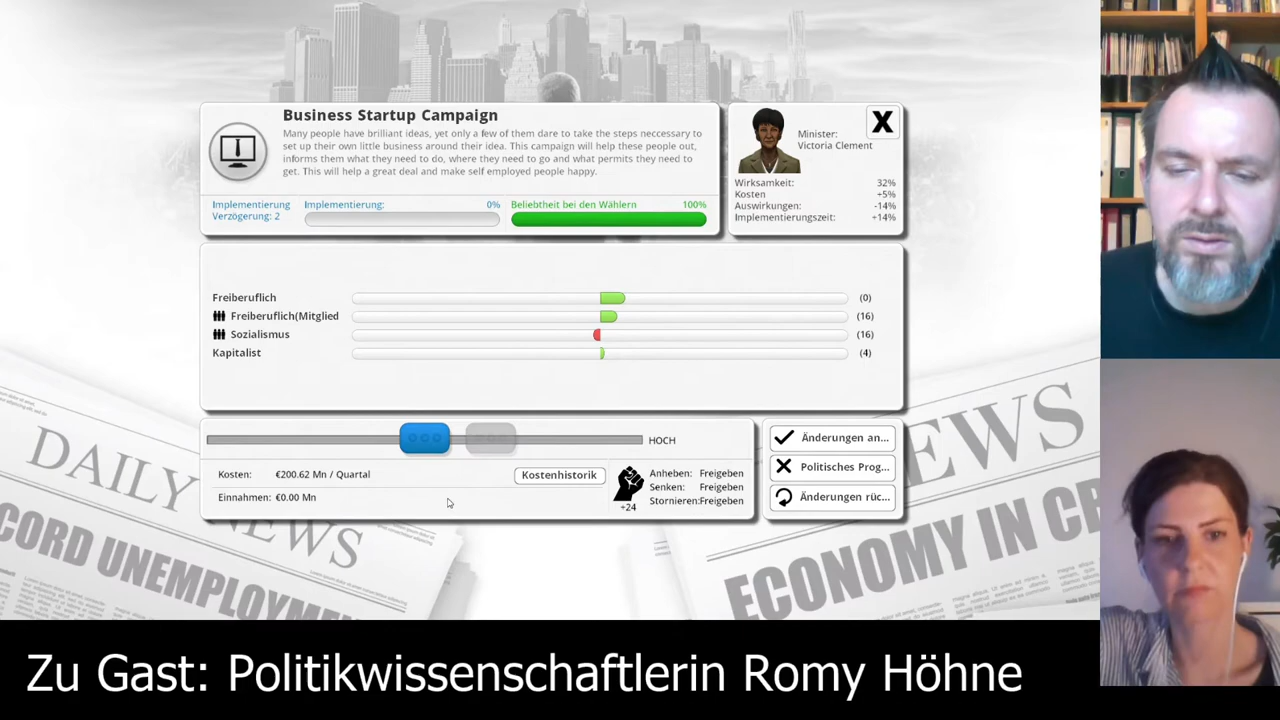 Business Startup Campaign
Many people have brilliant ideas, yet only a few of them dare to take the steps neccessary to
set up their own little business around their idea. This campaign will help these people out,
informs them what they need to do, where they need to go and what permits they need to
get. This will help a great deal and make self employed people happy.
Implementierung
Verzögerung: 2
Implementierung: 0%
Beliebtheit bei den Wählern 100%
X
Minister:
Victoria Clement
Wirksamkeit: 32%
Kosten +5%
Auswirkungen: -14%
Implementierungszeit: +14%
Freiberuflich (0)
Freiberuflich(Mitglied (16)
Sozialismus (16)
Kapitalist (4)
HOCH
Kosten: €200.62 Mn / Quartal
Kostenhistorik
Einnahmen: €0.00 Mn
+24
Anheben: Freigeben
Senken: Freigeben
Stornieren:Freigeben
Änderungen an...
Politisches Prog...
Änderungen rüc...
DAILY NEWS
CORD UNEMPLOYME
NEWS
ECONOMY IN CR
Zu Gast: Politikwissenschaftlerin Romy Höhne